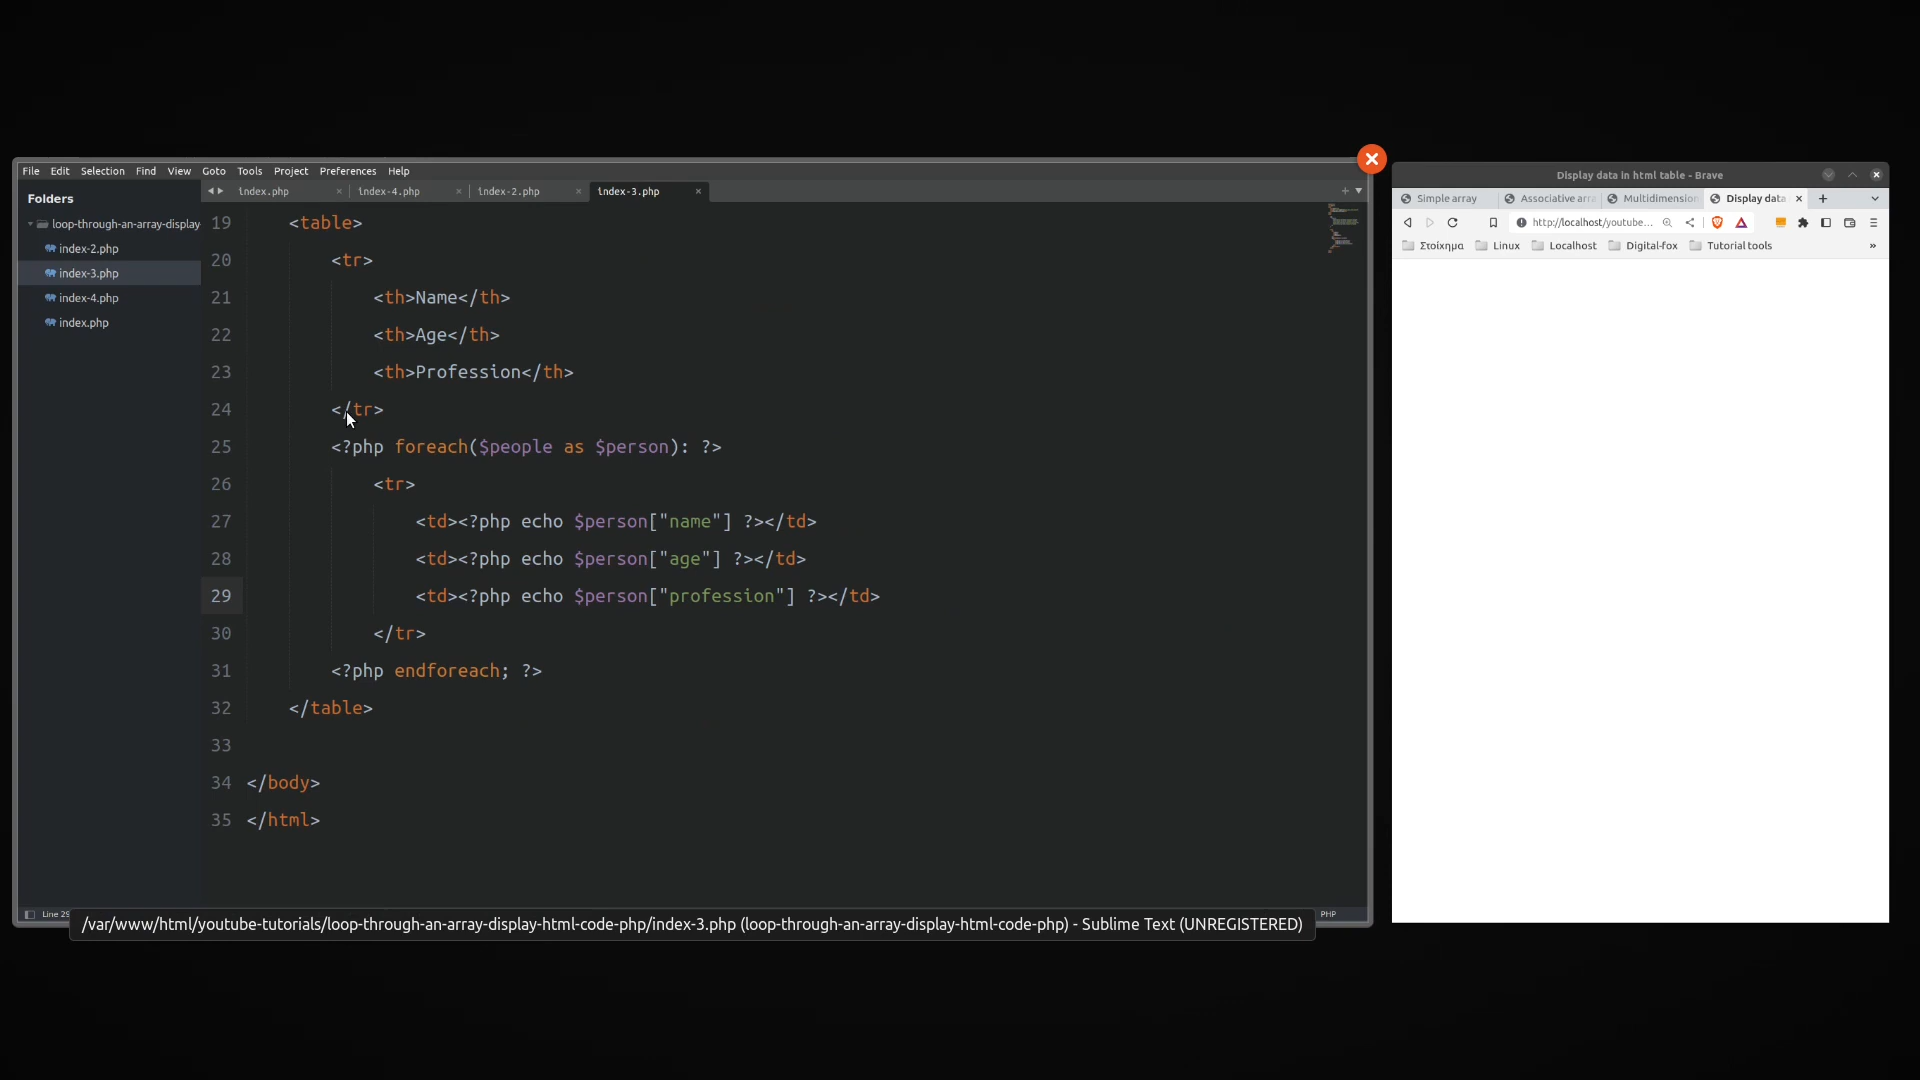 File Edit Selection Find View Goto Tools Project Preferences Help
Folders
loop-through-an-array-display
index-2.php
index-3.php
index-4.php
index.php
index.php index-4.php index-2.php index-3.php
19 <table>
20 <tr>
21 <th>Name</th>
22 <th>Age</th>
23 <th>Profession</th>
24 </tr>
25 <?php foreach($people as $person): ?>
26 <tr>
27 <td><?php echo $person["name"] ?></td>
28 <td><?php echo $person["age"] ?></td>
29 <td><?php echo $person["profession"] ?></td>
30 </tr>
31 <?php endforeach; ?>
32 </table>
33
34 </body>
35 </html>
Line 29
PHP
/var/www/html/youtube-tutorials/loop-through-an-array-display-html-code-php/index-3.php (loop-through-an-array-display-html-code-php) - Sublime Text (UNREGISTERED)
Display data in html table - Brave
Simple array Associative arr Multidimension Display data
http://localhost/youtube...
Στοίχημα Linux Localhost Digital-fox Tutorial tools »